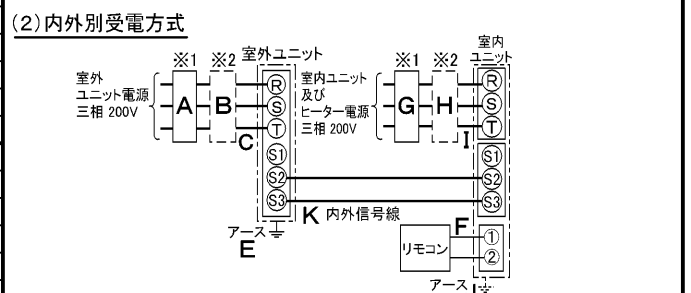 (2)内外別受電方式
※1 ※2 室外ユニット
室外
ユニット電源
三相 200V
A B
C
R
S
T
S1
S2
S3
アース
E
K 内外信号線
※1 ※2
室内
ユニット
室内ユニット
及び
ヒーター電源
三相 200V
G H
I
R
S
T
S1
S2
S3
リモコン
F
①
②
アース